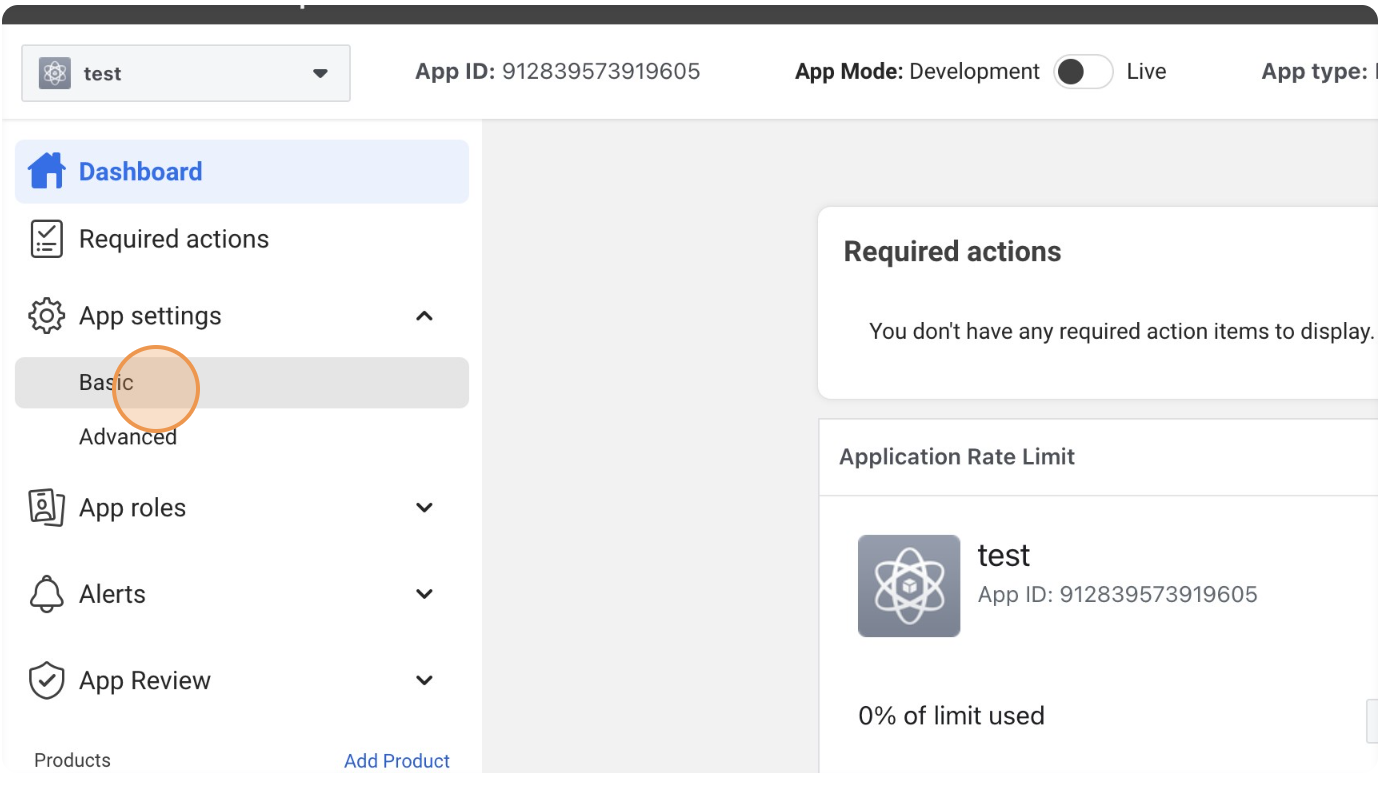 test
App ID: 912839573919605
App Mode: Development
Live
App type:
Dashboard
Required actions
App settings
Basic
Advanced
App roles
Alerts
App Review
Products
Add Product
Required actions
You don't have any required action items to display.
Application Rate Limit
test
App ID: 912839573919605
0% of limit used